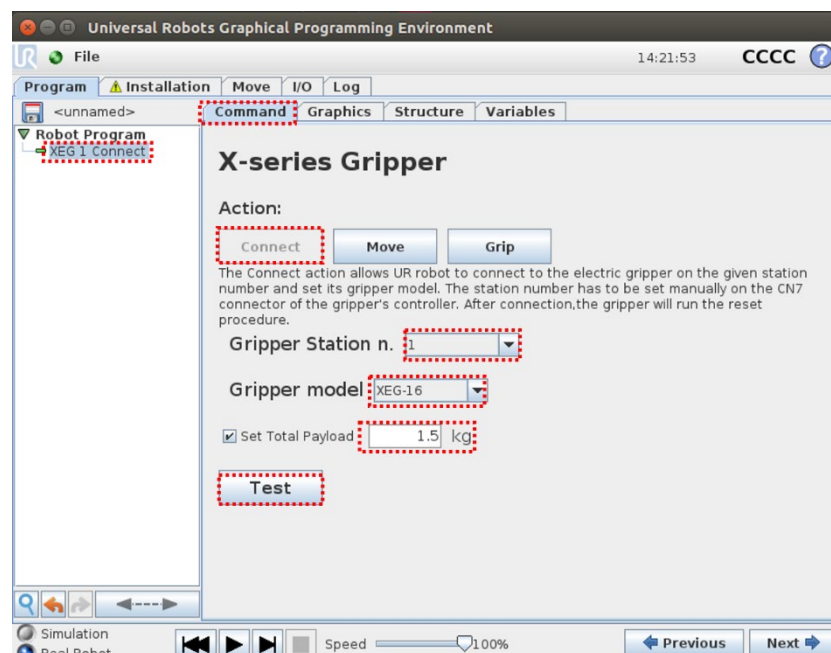 Universal Robots Graphical Programming Environment
File 14:21:53 CCCC ?
Program Installation Move I/O Log
<unnamed> Command Graphics Structure Variables
Robot Program
XEG 1 Connect
X-series Gripper
Action:
Connect Move Grip
The Connect action allows UR robot to connect to the electric gripper on the given station
number and set its gripper model. The station number has to be set manually on the CN7
connector of the gripper's controller. After connection,the gripper will run the reset
procedure.
Gripper Station n. 1
Gripper model XEG-16
Set Total Payload 1.5 kg
Test
Simulation
Real Robot
Speed 100% Previous Next